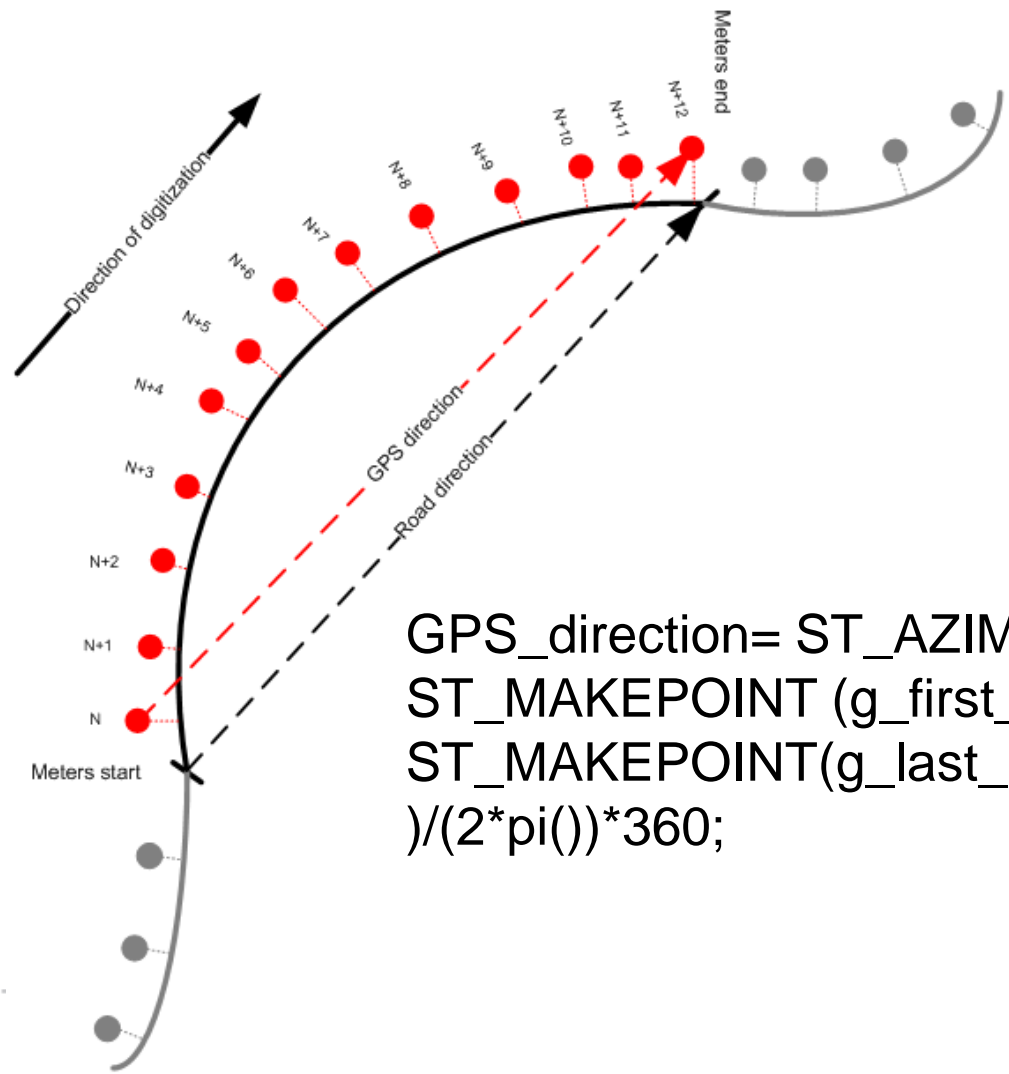 Meters end
N+12
N+11
N+10
N+9
N+8
N+7
N+6
N+5
N+4
N+3
N+2
N+1
N
Direction of digitization
GPS direction
Road direction
Meters start
GPS_direction= ST_AZIM
ST_MAKEPOINT (g_first_
ST_MAKEPOINT(g_last_
)/(2*pi())*360;